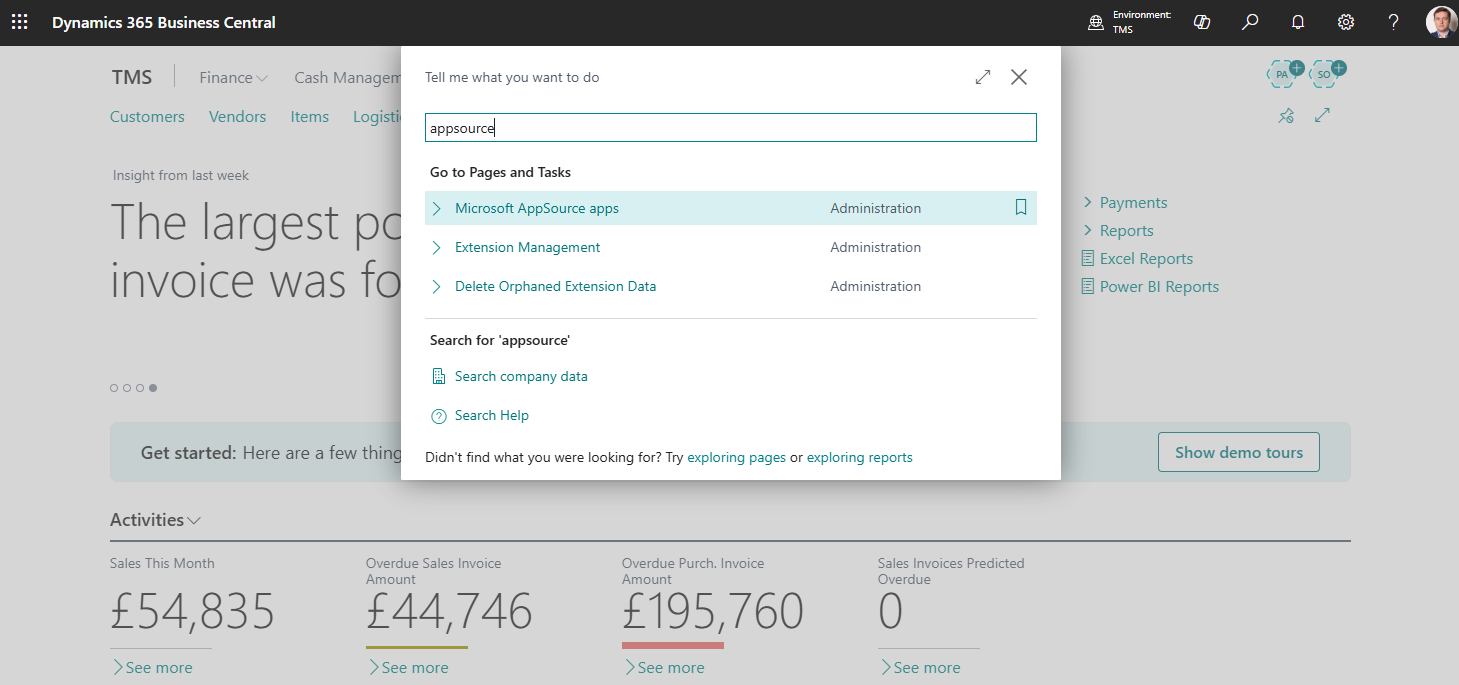 Dynamics 365 Business Central
Environment:
TMS
TMS
Finance
Cash Managem
Customers
Vendors
Items
Logisti
PA
SO
Insight from last week
The largest po
invoice was fo
Tell me what you want to do
appsource
Go to Pages and Tasks
Microsoft AppSource apps Administration
Extension Management Administration
Delete Orphaned Extension Data Administration
Search for 'appsource'
Search company data
Search Help
Didn't find what you were looking for? Try exploring pages or exploring reports
Payments
Reports
Excel Reports
Power BI Reports
Get started: Here are a few thing
Show demo tours
Activities
Sales This Month
£54,835
See more
Overdue Sales Invoice
Amount
£44,746
See more
Overdue Purch. Invoice
Amount
£195,760
See more
Sales Invoices Predicted
Overdue
0
See more